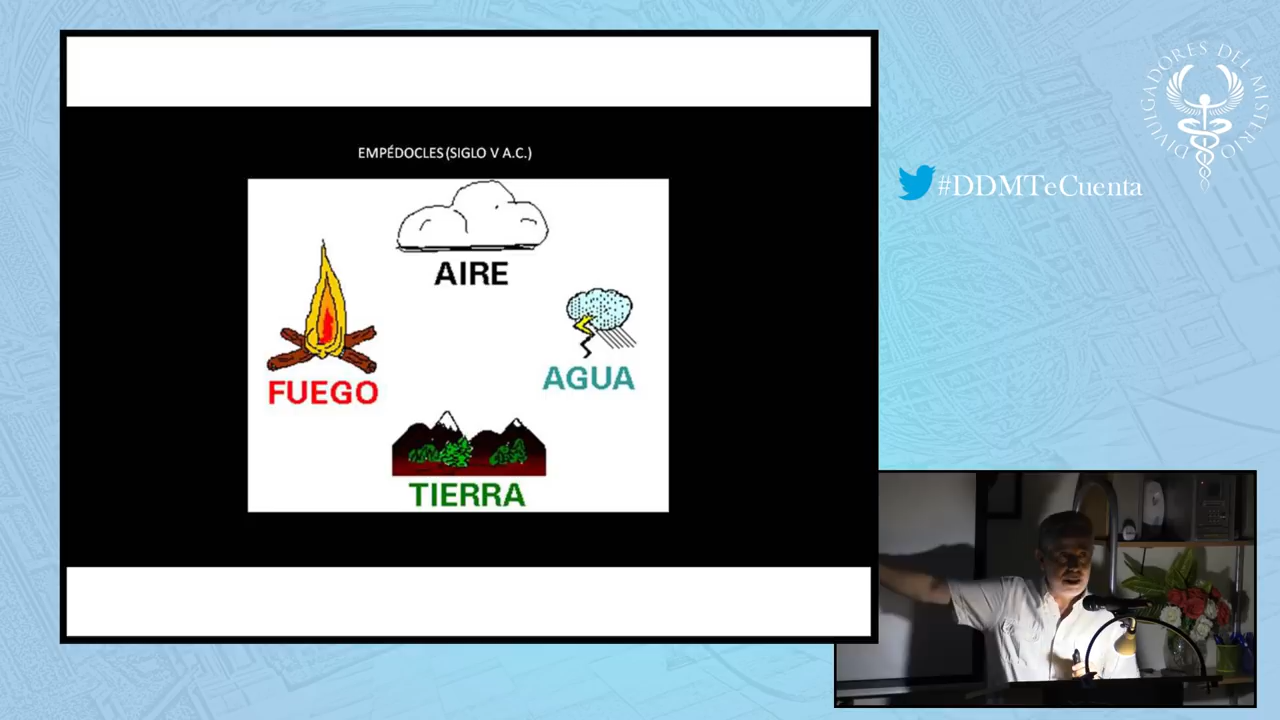 EMPÉDOCLES (SIGLO V A.C.)
AIRE
FUEGO
AGUA
TIERRA
#DDMTeCuenta
DIVULGADORES DEL MISTERIO